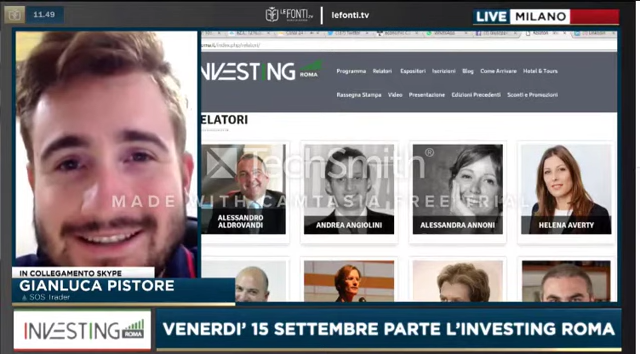 11.49
LEFONTI.TV
lefonti.tv
LIVE MILANO
INVESTING ROMA
Programma Relatori Espositori Iscrizioni Blog Come Arrivare Hotel & Tours
Rassegna Stampa Video Presentazione Edizioni Precedenti Sconti e Promozioni
RELATORI
TechSmith®
MADE WITH CAMTASIA FREE TRIAL
ALESSANDRO
ALDROVANDI
ANDREA ANGIOLINI
ALESSANDRA ANNONI
HELENA AVERTY
IN COLLEGAMENTO SKYPE
GIANLUCA PISTORE
SOS Trader
INVESTING
ROMA
VENERDI' 15 SETTEMBRE PARTE L'INVESTING ROMA